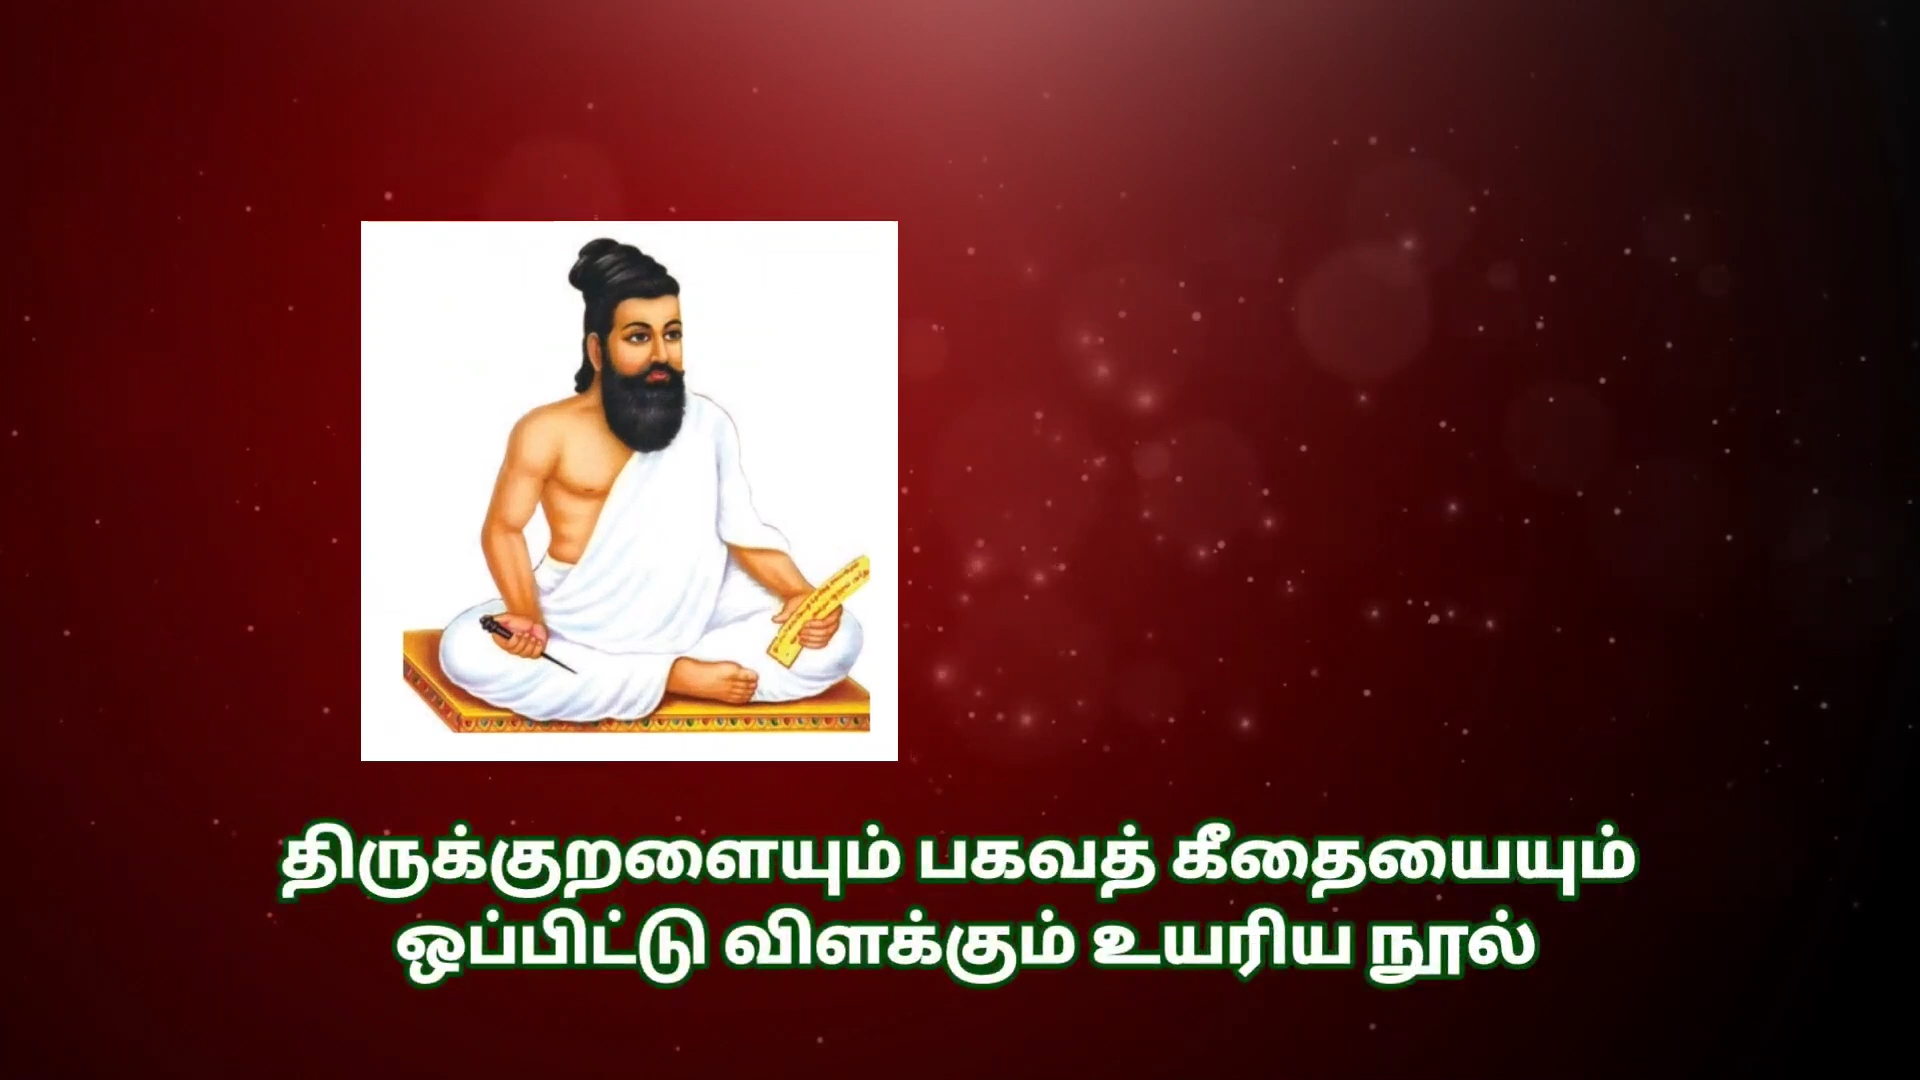 திருக்குறளையும் பகவத் கீதையையும்
ஒப்பிட்டு விளக்கும் உயரிய நூல்